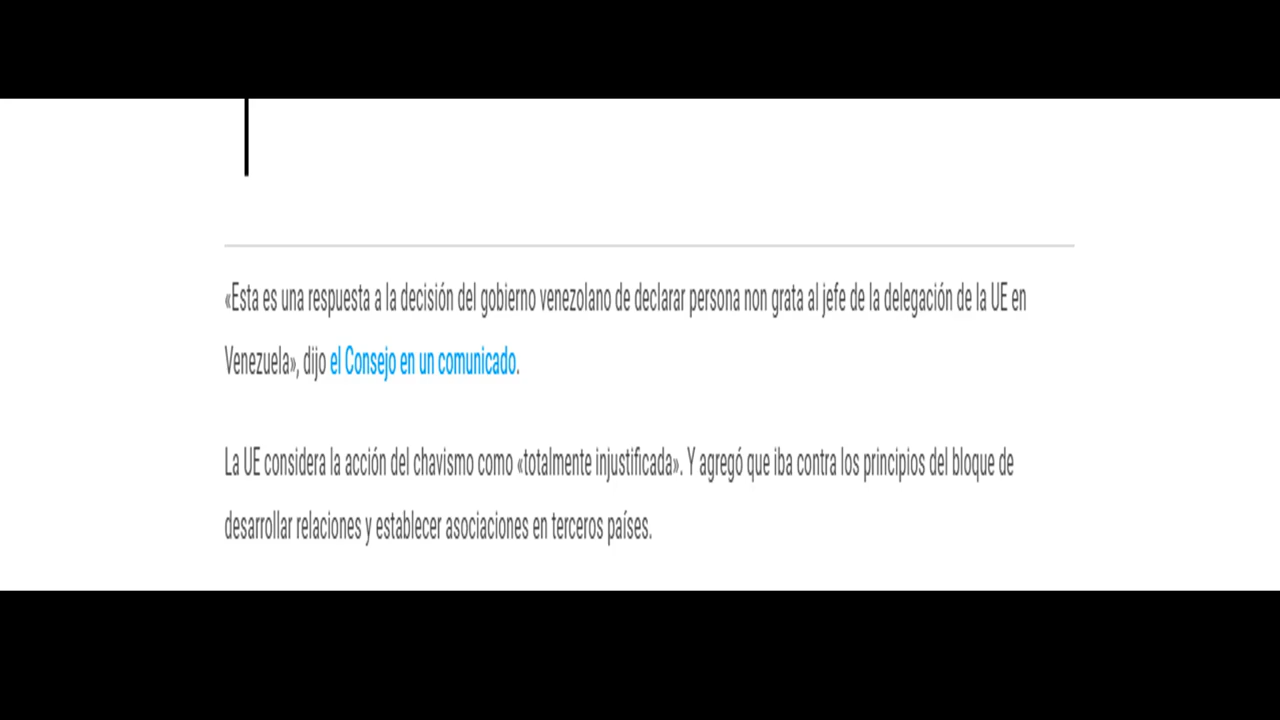 «Esta es una respuesta a la decisión del gobierno venezolano de declarar persona non grata al jefe de la delegación de la UE en
Venezuela», dijo el Consejo en un comunicado.
La UE considera la acción del chavismo como «totalmente injustificada». Y agregó que iba contra los principios del bloque de
desarrollar relaciones y establecer asociaciones en terceros países.